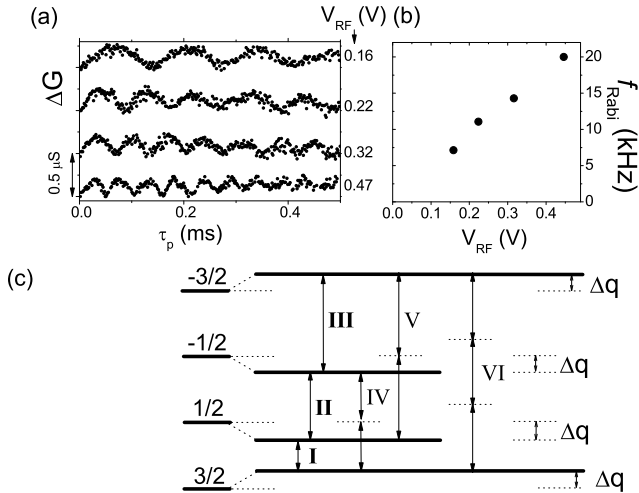 (a)
V_RF (V)
(b)
ΔG
0.16
0.22
0.32
0.47
0.5 μS
0.0
0.2
0.4
τ_p (ms)
20
15
10
5
0
f_Rabi (kHz)
0.0
0.1
0.2
0.3
0.4
V_RF (V)
(c)
-3/2
Δq
III
V
-1/2
VI
Δq
II
IV
1/2
Δq
I
3/2
Δq